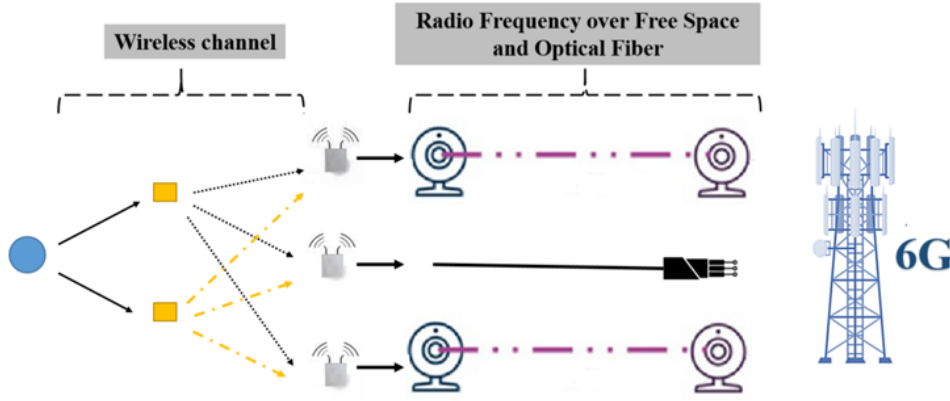 Wireless channel
Radio Frequency over Free Space
and Optical Fiber
6G